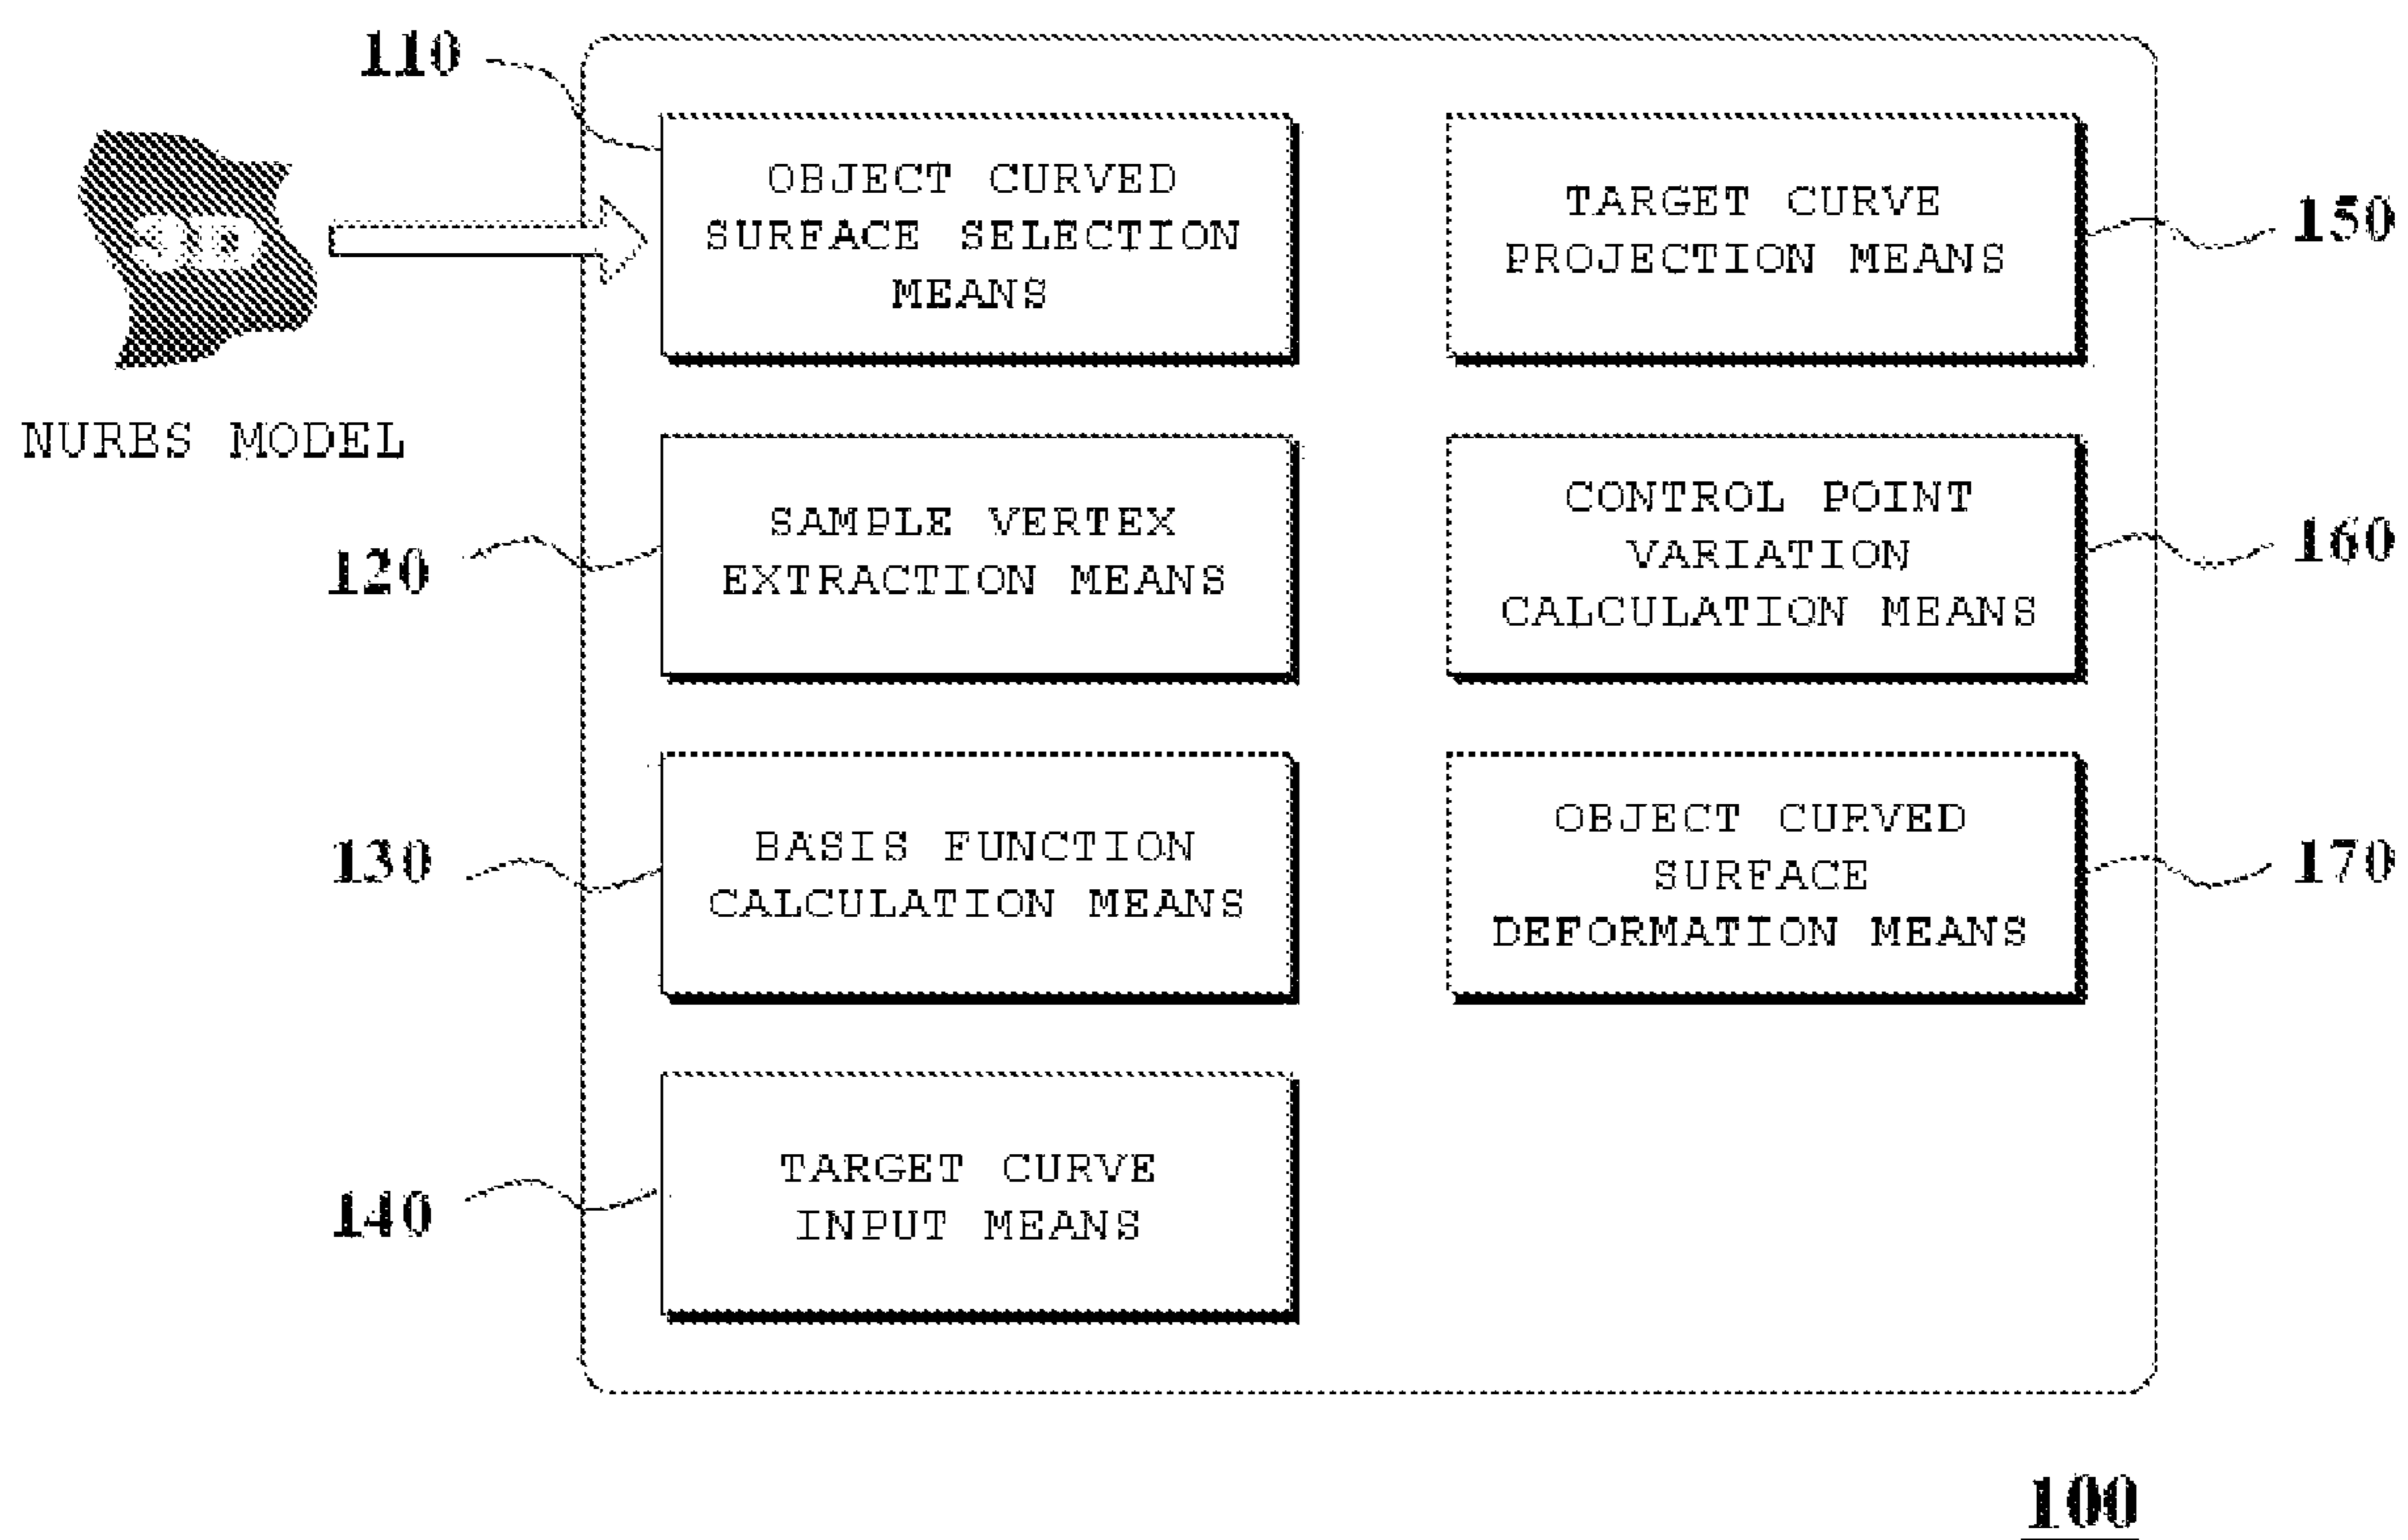 110
OBJECT CURVED
SURFACE SELECTION
MEANS
TARGET CURVE
PROJECTION MEANS
150
3D
NURBS MODEL
120
SAMPLE VERTEX
EXTRACTION MEANS
CONTROL POINT
VARIATION
CALCULATION MEANS
160
130
BASIS FUNCTION
CALCULATION MEANS
OBJECT CURVED
SURFACE
DEFORMATION MEANS
170
140
TARGET CURVE
INPUT MEANS
100